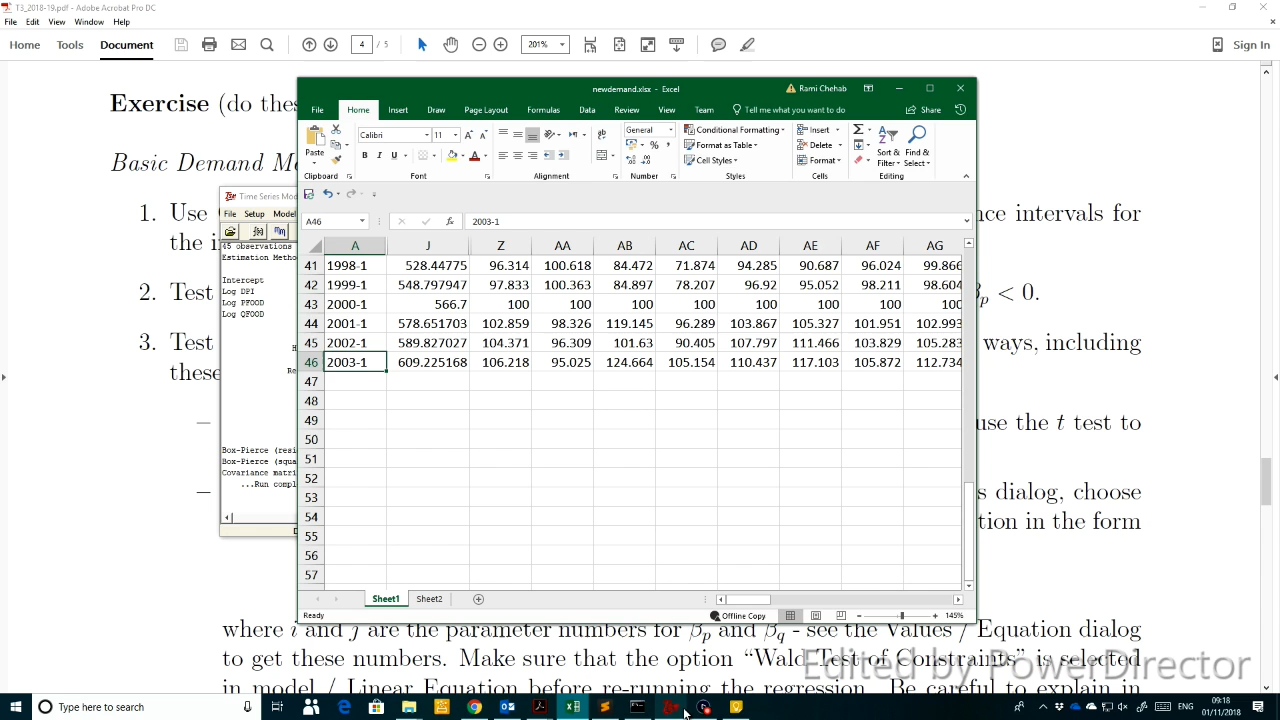 T3_2018-19.pdf - Adobe Acrobat Pro DC
File Edit View Window Help
Home Tools Document 4 / 5 201% Sign In
Exercise (do thes
Basic Demand Mo
1. Use
nce intervals for
the i
2. Test
p < 0.
3. Test
ways, including
these
–
use the t test to
–
s dialog, choose
tion in the form
where i and j are the parameter numbers for βp and βq - see the Values / Equation dialog
to get these numbers. Make sure that the option “Wald Test of Constraints” is selected
in model / Linear Equation before re-running the regression. Be careful to explain in
Time Series Mod
File Setup Model
45 observations
Estimation Metho
Intercept
Log DPI
Log PFOOD
Log QFOOD
Re
Box-Pierce (resi
Box-Pierce (squa
Covariance matri
...Run compl
newdemand.xlsx - Excel Rami Chehab
File Home Insert Draw Page Layout Formulas Data Review View Team Tell me what you want to do Share
Paste Calibri 11 General Conditional Formatting Insert
B I U Format as Table Delete Sort & Find &
Cell Styles Format Filter Select
Clipboard Font Alignment Number Styles Cells Editing
A46 fx 2003-1
A J Z AA AB AC AD AE AF AG
41 1998-1 528.44775 96.314 100.618 84.472 71.874 94.285 90.687 96.024 99.866
42 1999-1 548.797947 97.833 100.363 84.897 78.207 96.92 95.052 98.211 98.604
43 2000-1 566.7 100 100 100 100 100 100 100 100
44 2001-1 578.651703 102.859 98.326 119.145 96.289 103.867 105.327 101.951 102.993
45 2002-1 589.827027 104.371 96.309 101.63 90.405 107.797 111.466 103.829 105.283
46 2003-1 609.225168 106.218 95.025 124.664 105.154 110.437 117.103 105.872 112.734
47
48
49
50
51
52
53
54
55
56
57
Sheet1 Sheet2
Ready Offline Copy 145%
Edited by PowerDirector
Type here to search ENG 09:18
01/11/2018